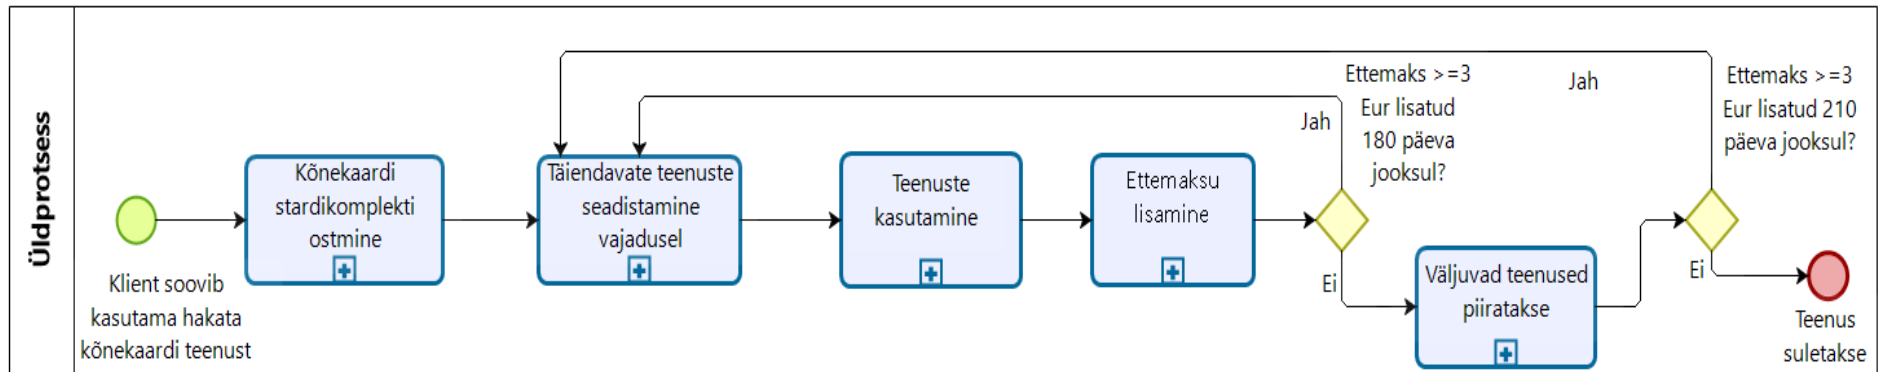 Üldprotsess
Klient soovib
kasutama hakata
kõnekaardi teenust
Kõnekaardi
stardikomplekti
ostmine
Täiendavate teenuste
seadistamine
vajadusel
Teenuste
kasutamine
Ettemaksu
lisamine
Jah
Ettemaks >=3
Eur lisatud
180 päeva
jooksul?
Ei
Väljuvad teenused
piiratakse
Jah
Ettemaks >=3
Eur lisatud 210
päeva jooksul?
Ei
Teenus
suletakse